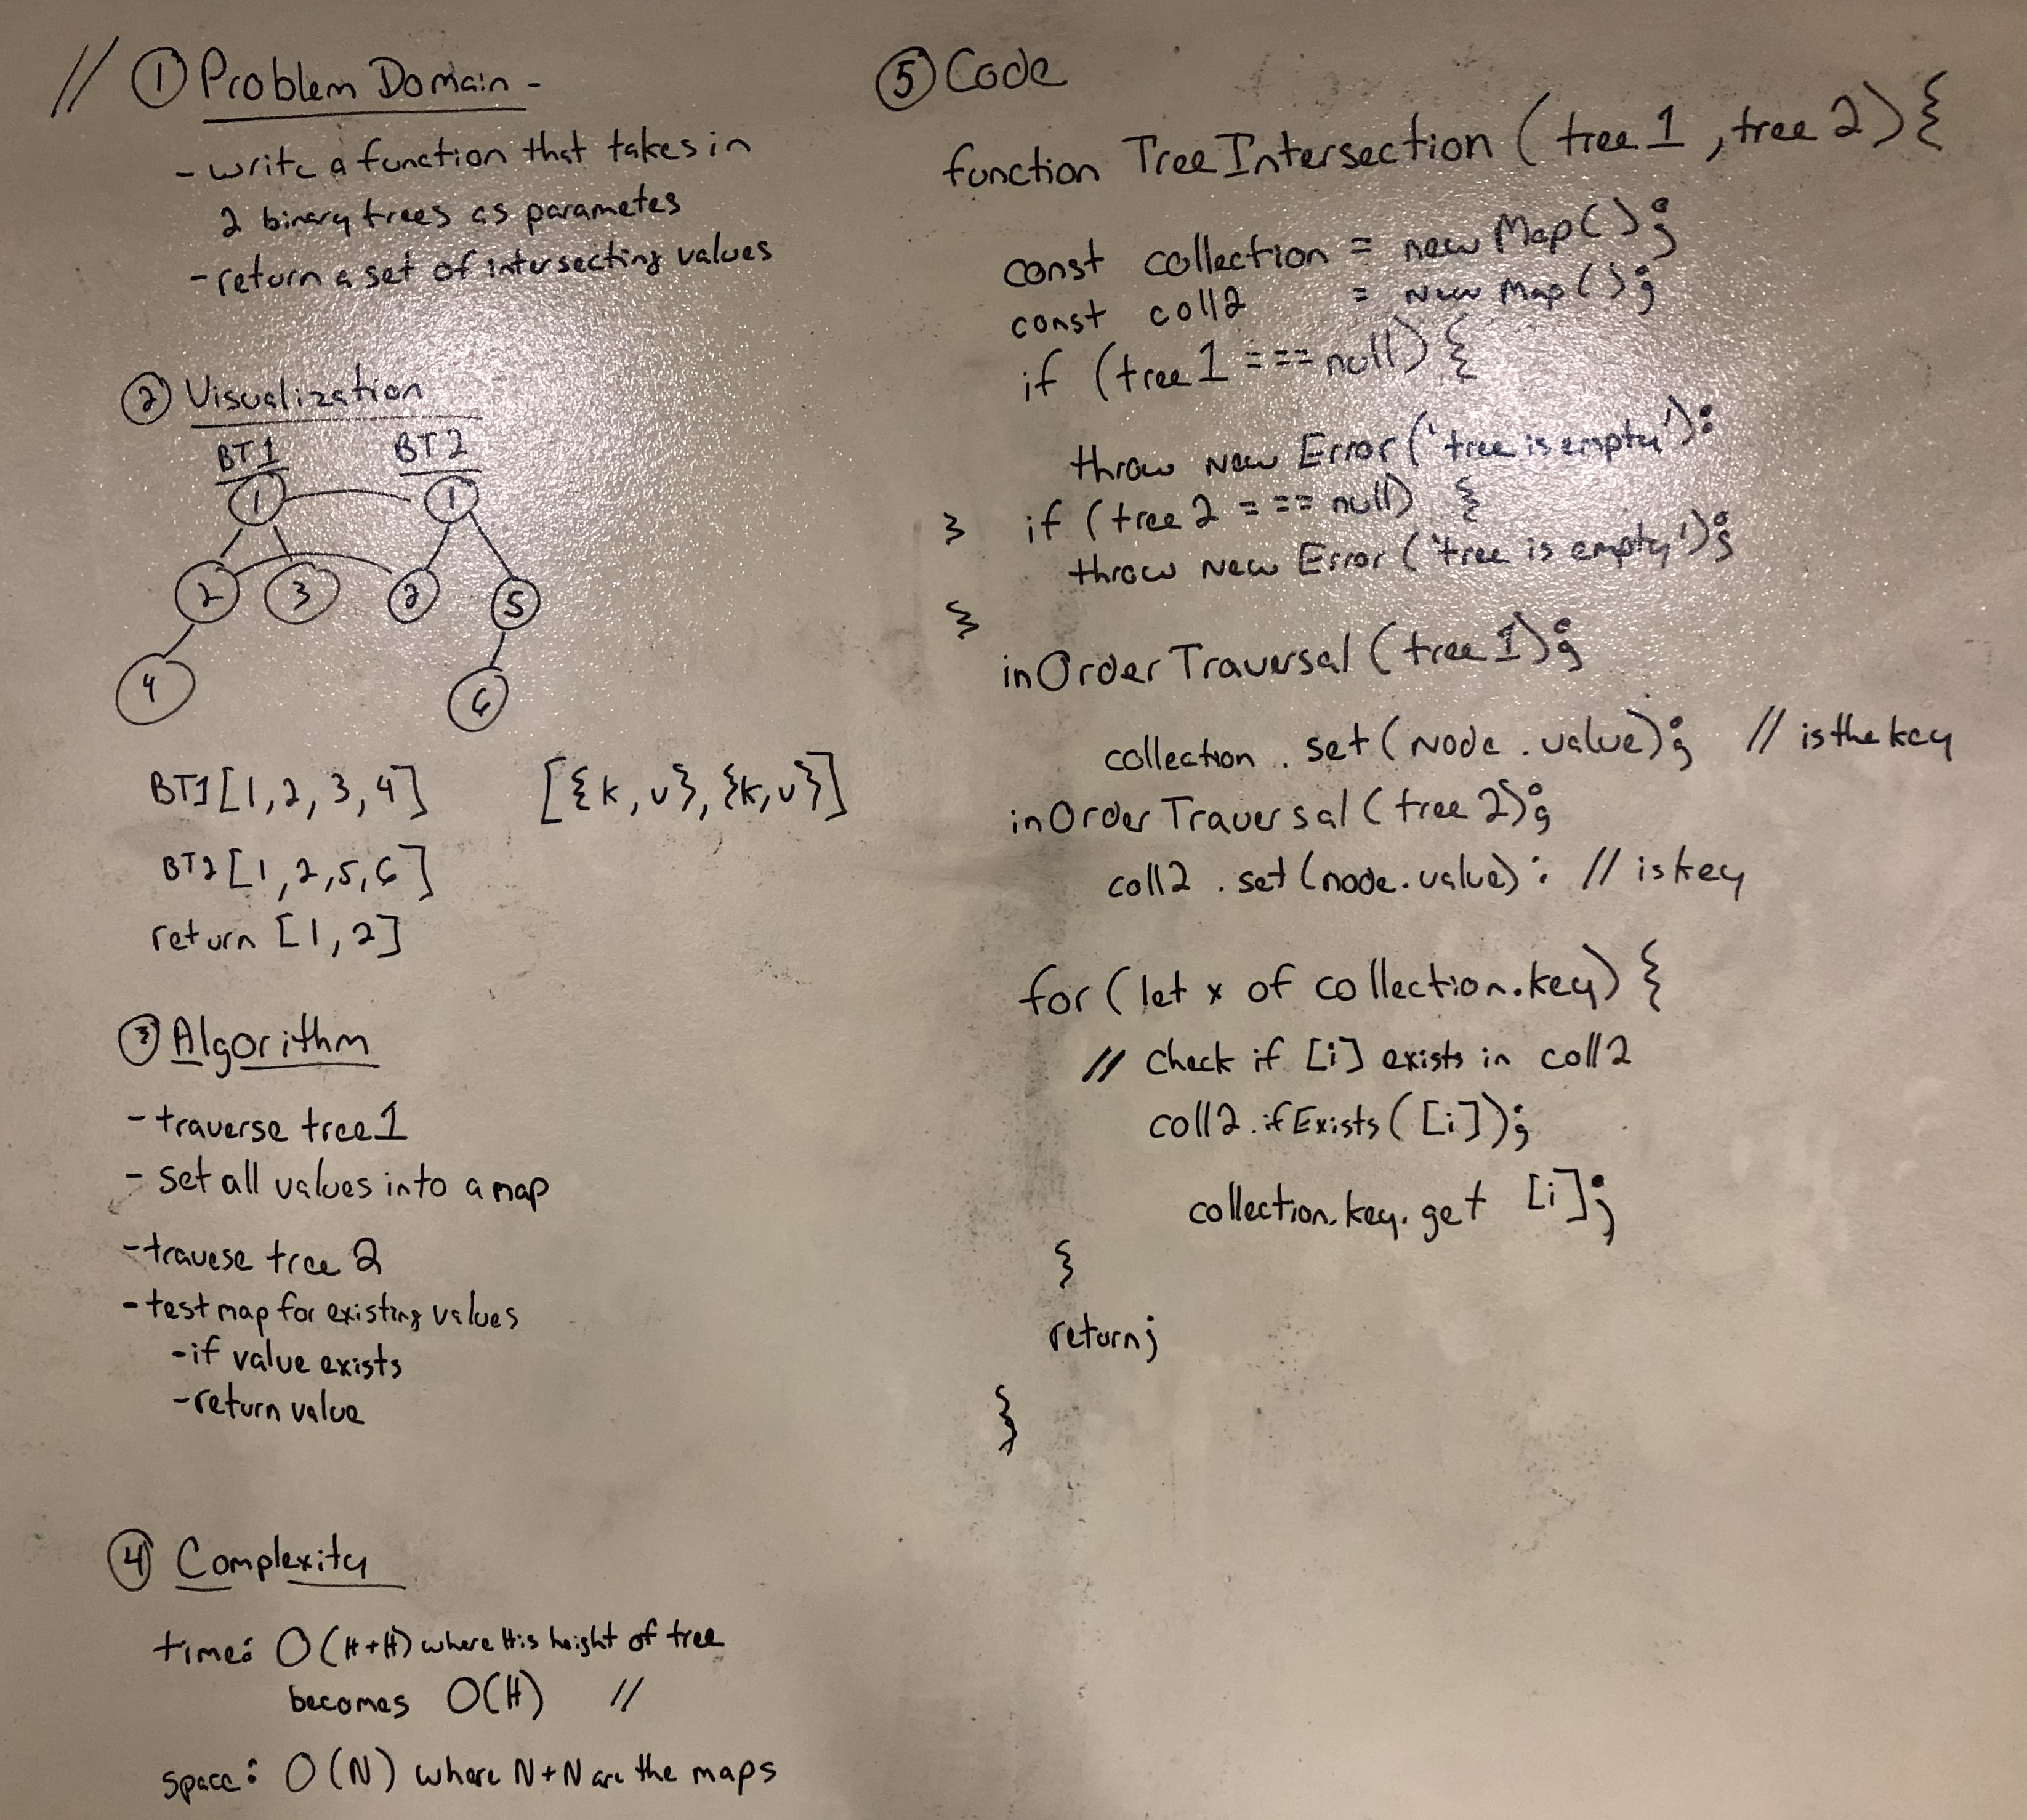 // ① Problem Domain -
- write a function that takes in
2 binary trees as parametes
- return a set of intersecting values
② Visualization
BT1 BT2
1 1
2 3 2 5
4 6
BT1 [1, 2, 3, 4] [{k, v}, {k, v}]
BT2 [1, 2, 5, 6]
return [1, 2]
③ Algorithm
- traverse tree 1
- set all values into a map
- travese tree 2
- test map for existing values
- if value exists
- return value
④ Complexity
time: O(H+H) where H is height of tree
becomes O(H) //
space: O(N) where N+N are the maps
⑤ Code
function TreeIntersection (tree 1, tree 2) {
const collection = new Map();
const coll2 = new Map();
if (tree 1 === null) {
throw new Error('tree is empty');
} if (tree 2 === null) {
throw new Error('tree is empty');
}
inOrderTraversal (tree 1);
collection . set (node . value); // is the key
inOrderTraversal (tree 2);
coll2 . set (node.value); // is key
for (let x of collection.key) {
// check if [i] exists in coll2
coll2.ifExists([i]);
collection.key.get [i];
}
return;
}